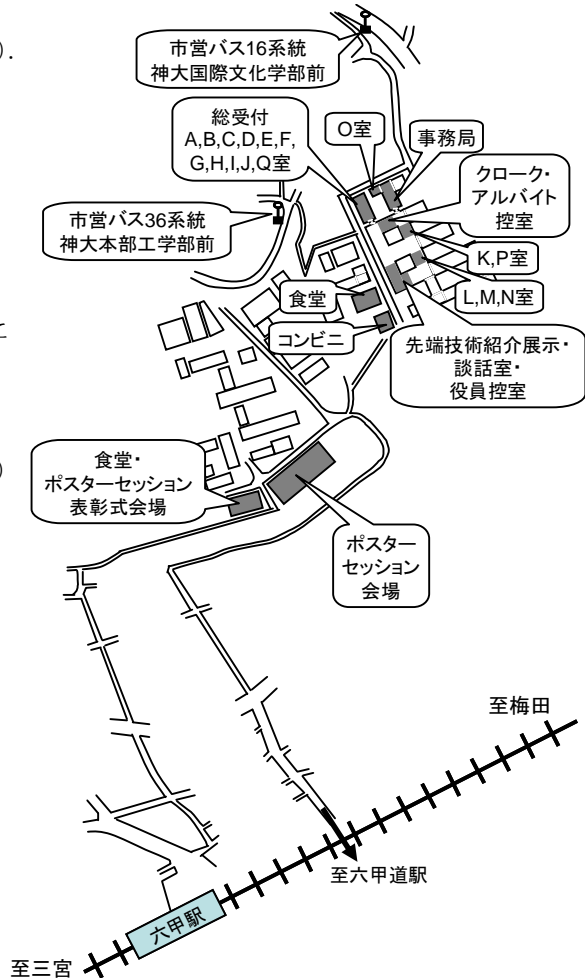 ).
市営バス16系統
神大国際文化学部前
総受付
A,B,C,D,E,F,
G,H,I,J,Q室
O室
事務局
クローク・
アルバイト
控室
市営バス36系統
神大本部工学部前
K,P室
L,M,N室
食堂
コンビニ
先端技術紹介展示・
談話室・
役員控室
食堂・
ポスターセッション
表彰式会場
)
ポスター
セッション
会場
至梅田
至六甲道駅
六甲駅
至三宮